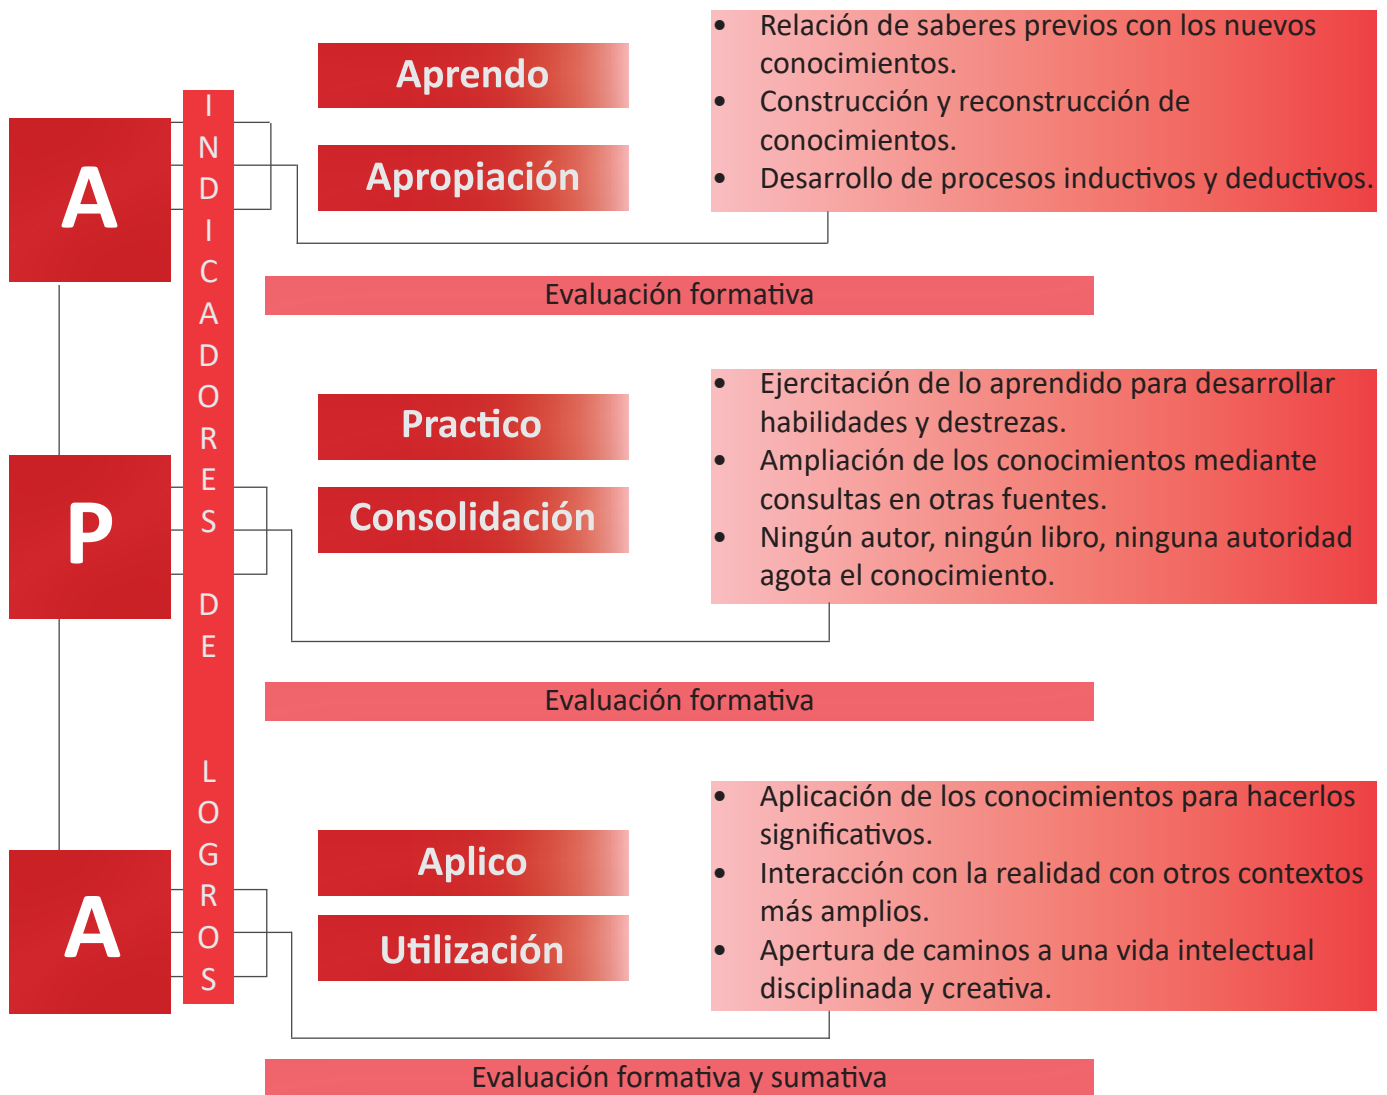 INDICADORES DE LOGROS
A
Aprendo
Apropiación
• Relación de saberes previos con los nuevos
conocimientos.
• Construcción y reconstrucción de
conocimientos.
• Desarrollo de procesos inductivos y deductivos.
Evaluación formativa
P
Practico
Consolidación
• Ejercitación de lo aprendido para desarrollar
habilidades y destrezas.
• Ampliación de los conocimientos mediante
consultas en otras fuentes.
• Ningún autor, ningún libro, ninguna autoridad
agota el conocimiento.
Evaluación formativa
A
Aplico
Utilización
• Aplicación de los conocimientos para hacerlos
significativos.
• Interacción con la realidad con otros contextos
más amplios.
• Apertura de caminos a una vida intelectual
disciplinada y creativa.
Evaluación formativa y sumativa